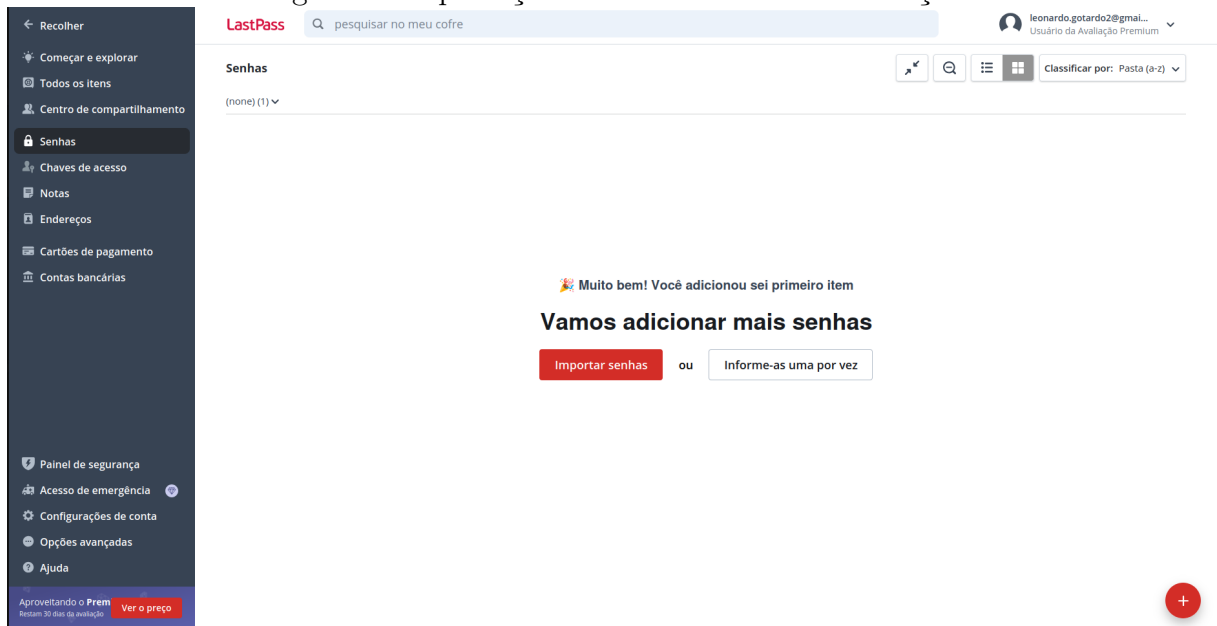 ← Recolher
Começar e explorar
Todos os itens
Centro de compartilhamento
Senhas
Chaves de acesso
Notas
Endereços
Cartões de pagamento
Contas bancárias
Painel de segurança
Acesso de emergência
Configurações de conta
Opções avançadas
Ajuda
Aproveitando o Prem
Restam 30 dias da avaliação
Ver o preço
LastPass
pesquisar no meu cofre
leonardo.gotardo2@gmai...
Usuário da Avaliação Premium
Senhas
Classificar por: Pasta (a-z)
(none) (1)
🎉 Muito bem! Você adicionou sei primeiro item
Vamos adicionar mais senhas
Importar senhas ou Informe-as uma por vez
+